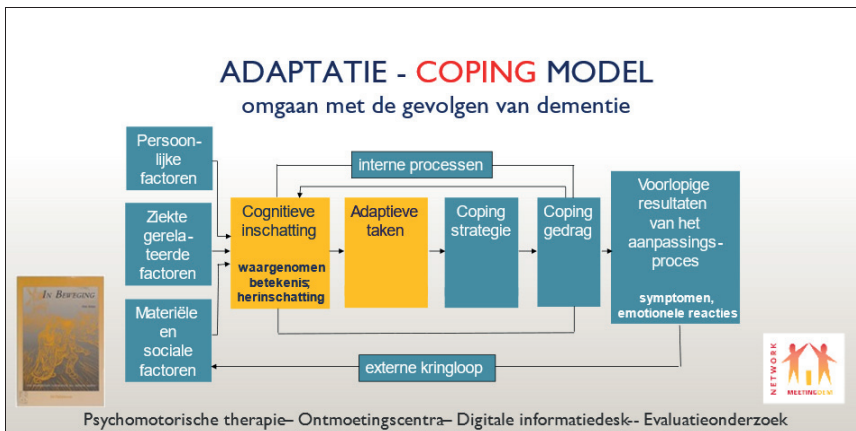 ADAPTATIE - COPING MODEL
omgaan met de gevolgen van dementie
Persoon-
lijke
factoren
Ziekte
gerela-
teerde
factoren
Materiële
en
sociale
factoren
interne processen
Cognitieve
inschatting
waargenomen
betekenis;
herinschatting
Adaptieve
taken
Coping
strategie
Coping
gedrag
Voorlopige
resultaten
van het
aanpassings-
proces
symptomen,
emotionele reacties
externe kringloop
IN BEWEGING
NETWORK
MEETINGDEM
Psychomotorische therapie– Ontmoetingscentra– Digitale informatiedesk-- Evaluatieonderzoek